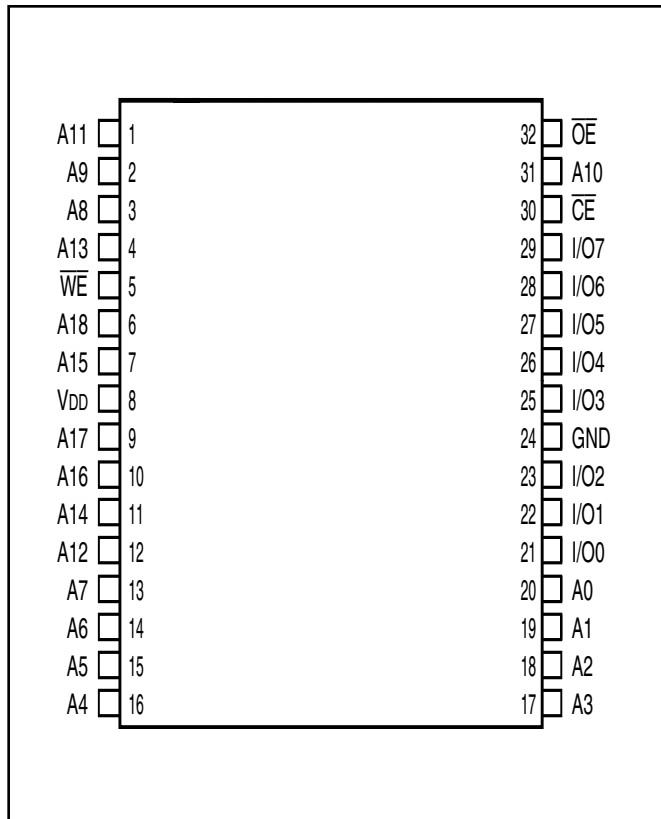 A11 1 32 O̅E̅
A9 2 31 A10
A8 3 30 C̅E̅
A13 4 29 I/O7
W̅E̅ 5 28 I/O6
A18 6 27 I/O5
A15 7 26 I/O4
VDD 8 25 I/O3
A17 9 24 GND
A16 10 23 I/O2
A14 11 22 I/O1
A12 12 21 I/O0
A7 13 20 A0
A6 14 19 A1
A5 15 18 A2
A4 16 17 A3